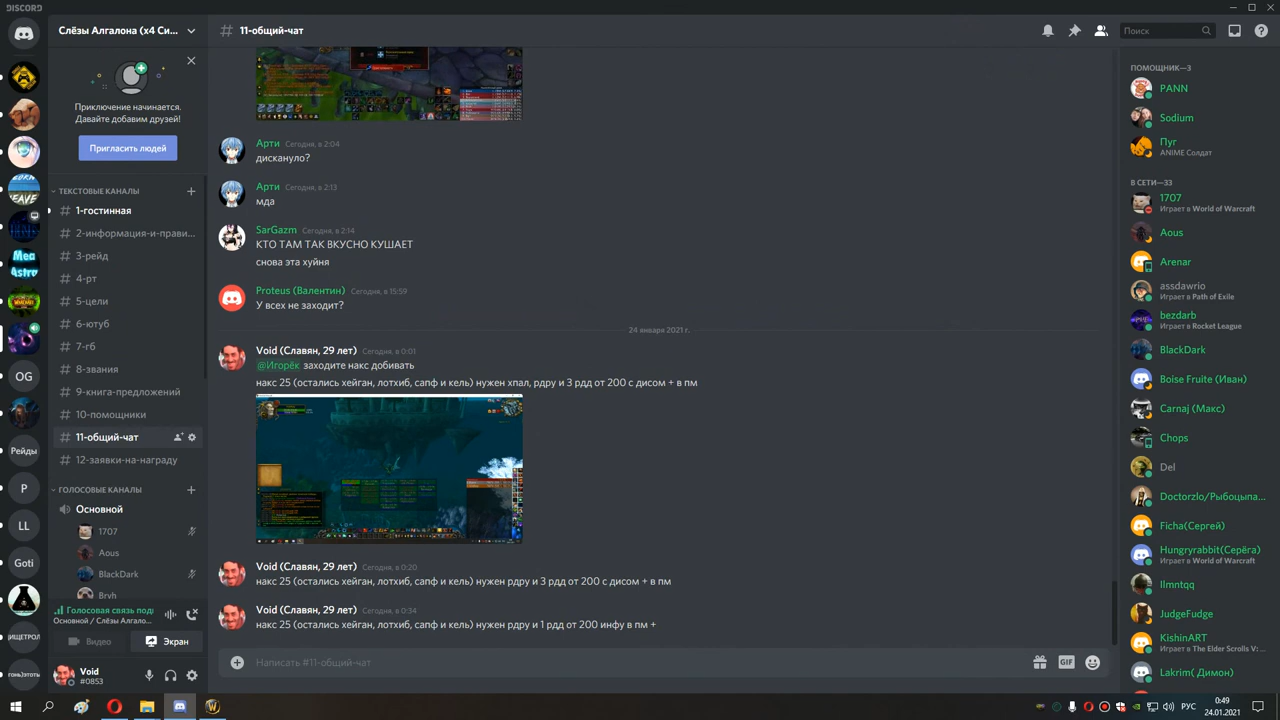 DISCORD
Слёзы Алгалона (x4 Си...
11-общий-чат
Поиск
Приключение начинается.
Давайте добавим друзей!
Пригласить людей
ТЕКСТОВЫЕ КАНАЛЫ
1-гостинная
2-информация-и-прави...
3-рейд
4-рт
5-цели
6-ютуб
7-гб
8-звания
9-книга-предложений
10-помощники
11-общий-чат
12-заявки-на-награду
ГОЛОСОВЫЕ КАНАЛЫ
Основной
1707
Aous
BlackDark
Bryh
Голосовая связь подк
Основной / Слёзы Алгало...
Видео
Экран
Void
#0853
Mea
Astro
OG
Рейды
P
LL
Goti
ИЩЕТРОЛ
Арти Сегодня, в 2:04
дискануло?
Арти Сегодня, в 2:13
мда
SarGazm Сегодня, в 2:14
КТО ТАМ ТАК ВКУСНО КУШАЕТ
снова эта хуйня
Proteus (Валентин) Сегодня, в 15:59
У всех не заходит?
24 января 2021 г.
Void (Славян, 29 лет) Сегодня, в 0:01
@Игорёк заходите накс добивать
накс 25 (остались хейган, лотхиб, сапф и кель) нужен хпал, рдру и 3 рдд от 200 с дисом + в пм
Void (Славян, 29 лет) Сегодня, в 0:20
накс 25 (остались хейган, лотхиб, сапф и кель) нужен рдру и 3 рдд от 200 с дисом + в пм
Void (Славян, 29 лет) Сегодня, в 0:34
накс 25 (остались хейган, лотхиб, сапф и кель) нужен рдру и 1 рдд от 200 инфу в пм +
Написать #11-общий-чат
GIF
ПОМОЩНИК—3
PANN
Sodium
Пуг
ANIME Солдат
В СЕТИ—33
1707
Играет в World of Warcraft
Aous
Arenar
assdawrio
Играет в Path of Exile
bezdarb
Играет в Rocket League
BlackDark
Boise Fruite (Иван)
Carnaj (Макс)
Chops
Del
Doctorzlo/Рыбоцыпа...
Ficha(Сергей)
Hungryrabbit(Серёга)
Играет в World of Warcraft
Ilmntqq
JudgeFudge
KishinART
Играет в The Elder Scrolls V: ...
Lakrim( Димон)
РУС
0:49
24.01.2021